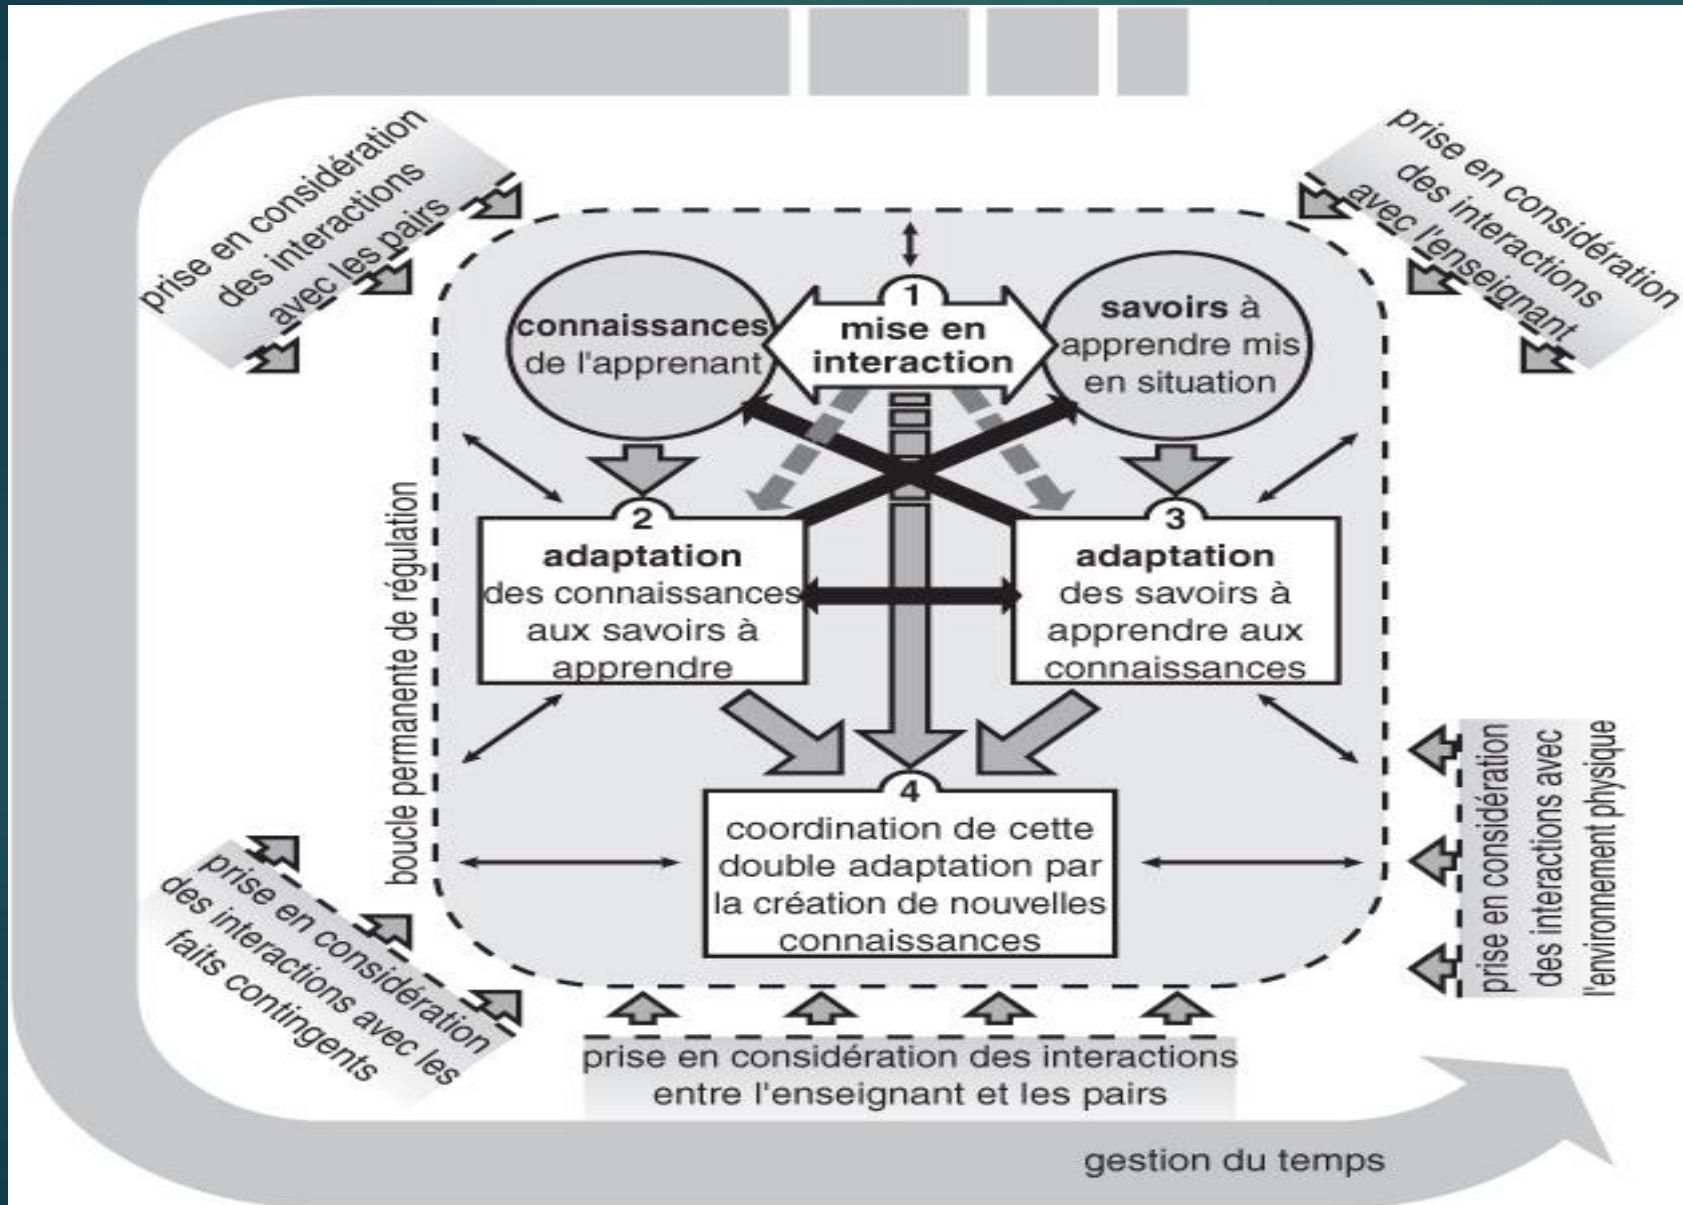 prise en considération
des interactions
avec les pairs
prise en considération
des interactions
avec l'enseignant
1
mise en
interaction
connaissances
de l'apprenant
savoirs à
apprendre mis
en situation
boucle permanente de régulation
2
adaptation
des connaissances
aux savoirs à
apprendre
3
adaptation
des savoirs à
apprendre aux
connaissances
4
coordination de cette
double adaptation par
la création de nouvelles
connaissances
prise en considération
des interactions avec
l'environnement physique
prise en considération
des interactions avec les
faits contingents
prise en considération des interactions
entre l'enseignant et les pairs
gestion du temps